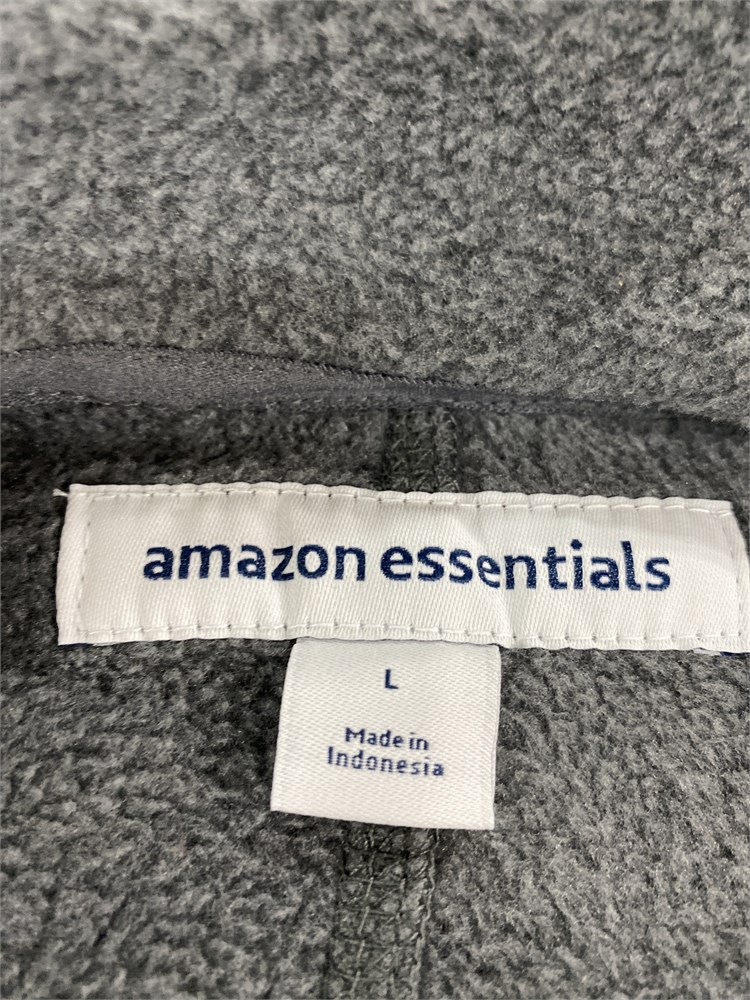 amazon essentials
L
Made in
Indonesia